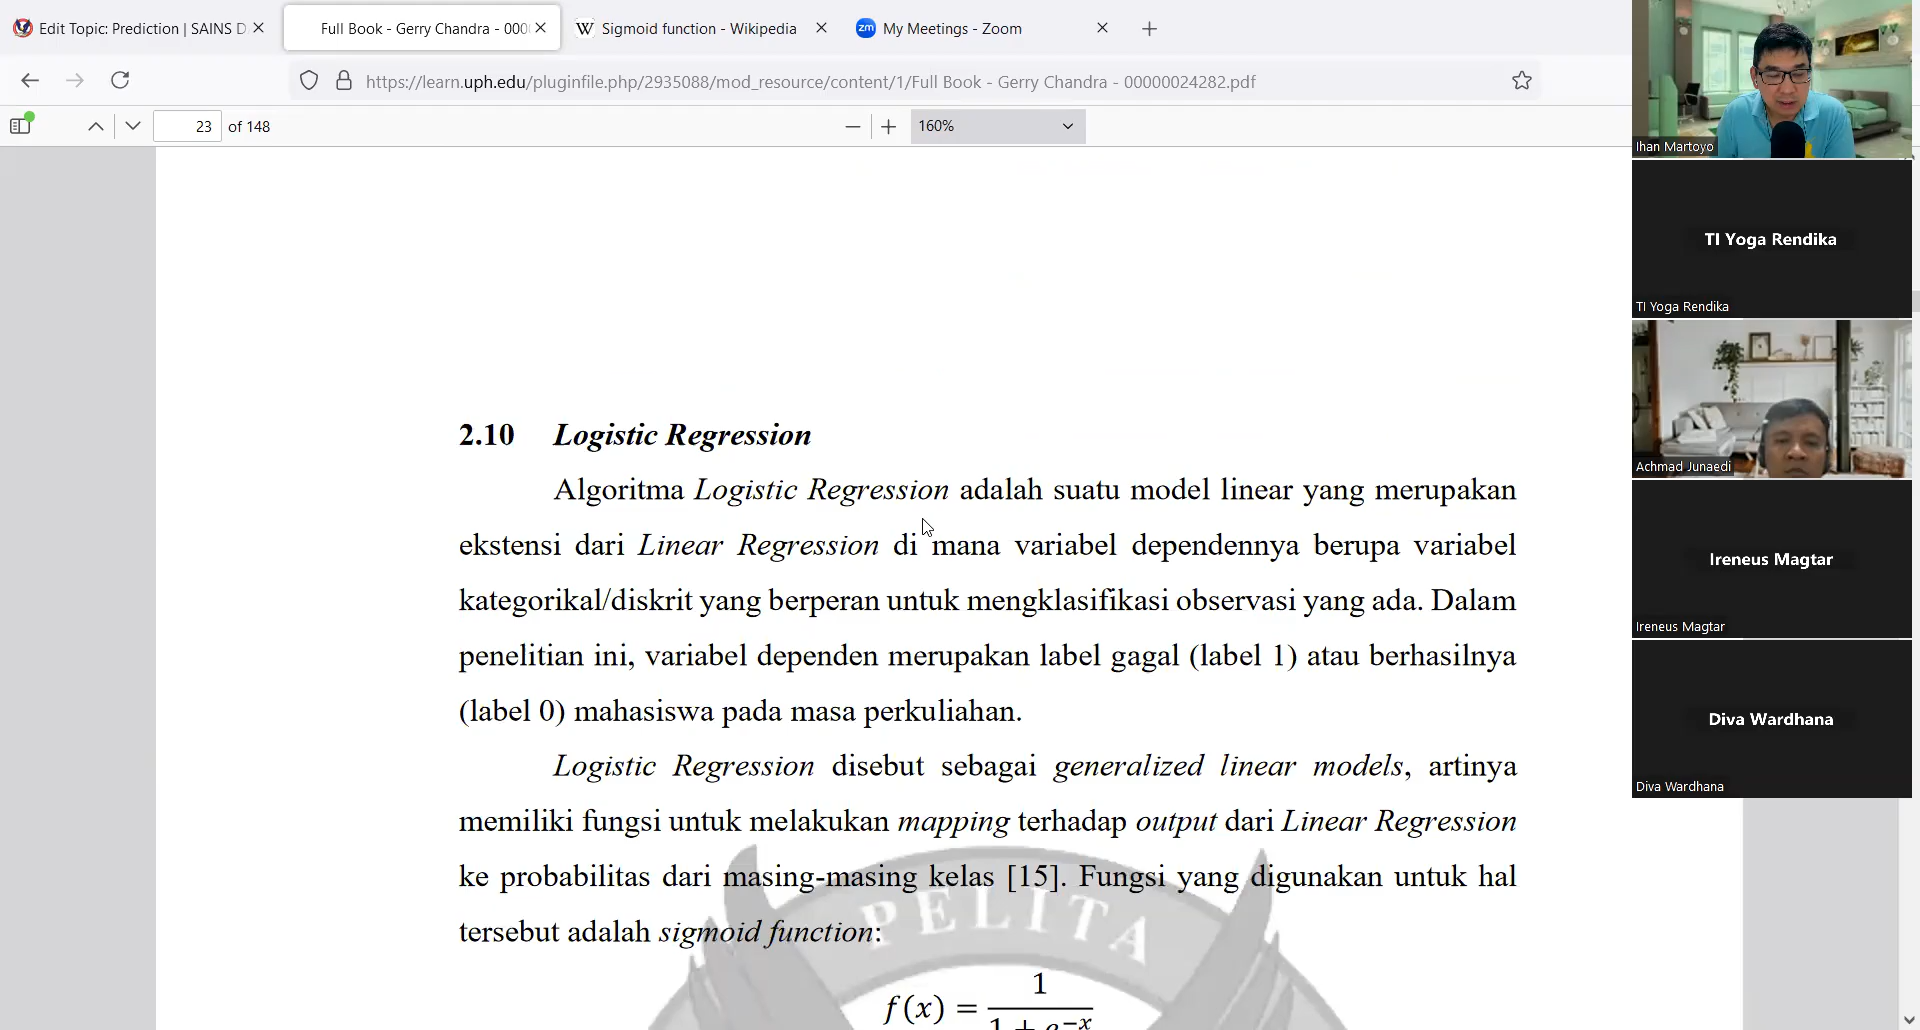 Edit Topic: Prediction | SAINS D
Full Book - Gerry Chandra - 000
Sigmoid function - Wikipedia
zm My Meetings - Zoom
https://learn.uph.edu/pluginfile.php/2935088/mod_resource/content/1/Full Book - Gerry Chandra - 00000024282.pdf
23 of 148
160%
2.10 Logistic Regression
Algoritma Logistic Regression adalah suatu model linear yang merupakan
ekstensi dari Linear Regression di mana variabel dependennya berupa variabel
kategorikal/diskrit yang berperan untuk mengklasifikasi observasi yang ada. Dalam
penelitian ini, variabel dependen merupakan label gagal (label 1) atau berhasilnya
(label 0) mahasiswa pada masa perkuliahan.
Logistic Regression disebut sebagai generalized linear models, artinya
memiliki fungsi untuk melakukan mapping terhadap output dari Linear Regression
ke probabilitas dari masing-masing kelas [15]. Fungsi yang digunakan untuk hal
tersebut adalah sigmoid function:
PELITA
f(x) = 1 / 1 + e^−x
Ihan Martoyo
TI Yoga Rendika
TI Yoga Rendika
Achmad Junaedi
Ireneus Magtar
Ireneus Magtar
Diva Wardhana
Diva Wardhana